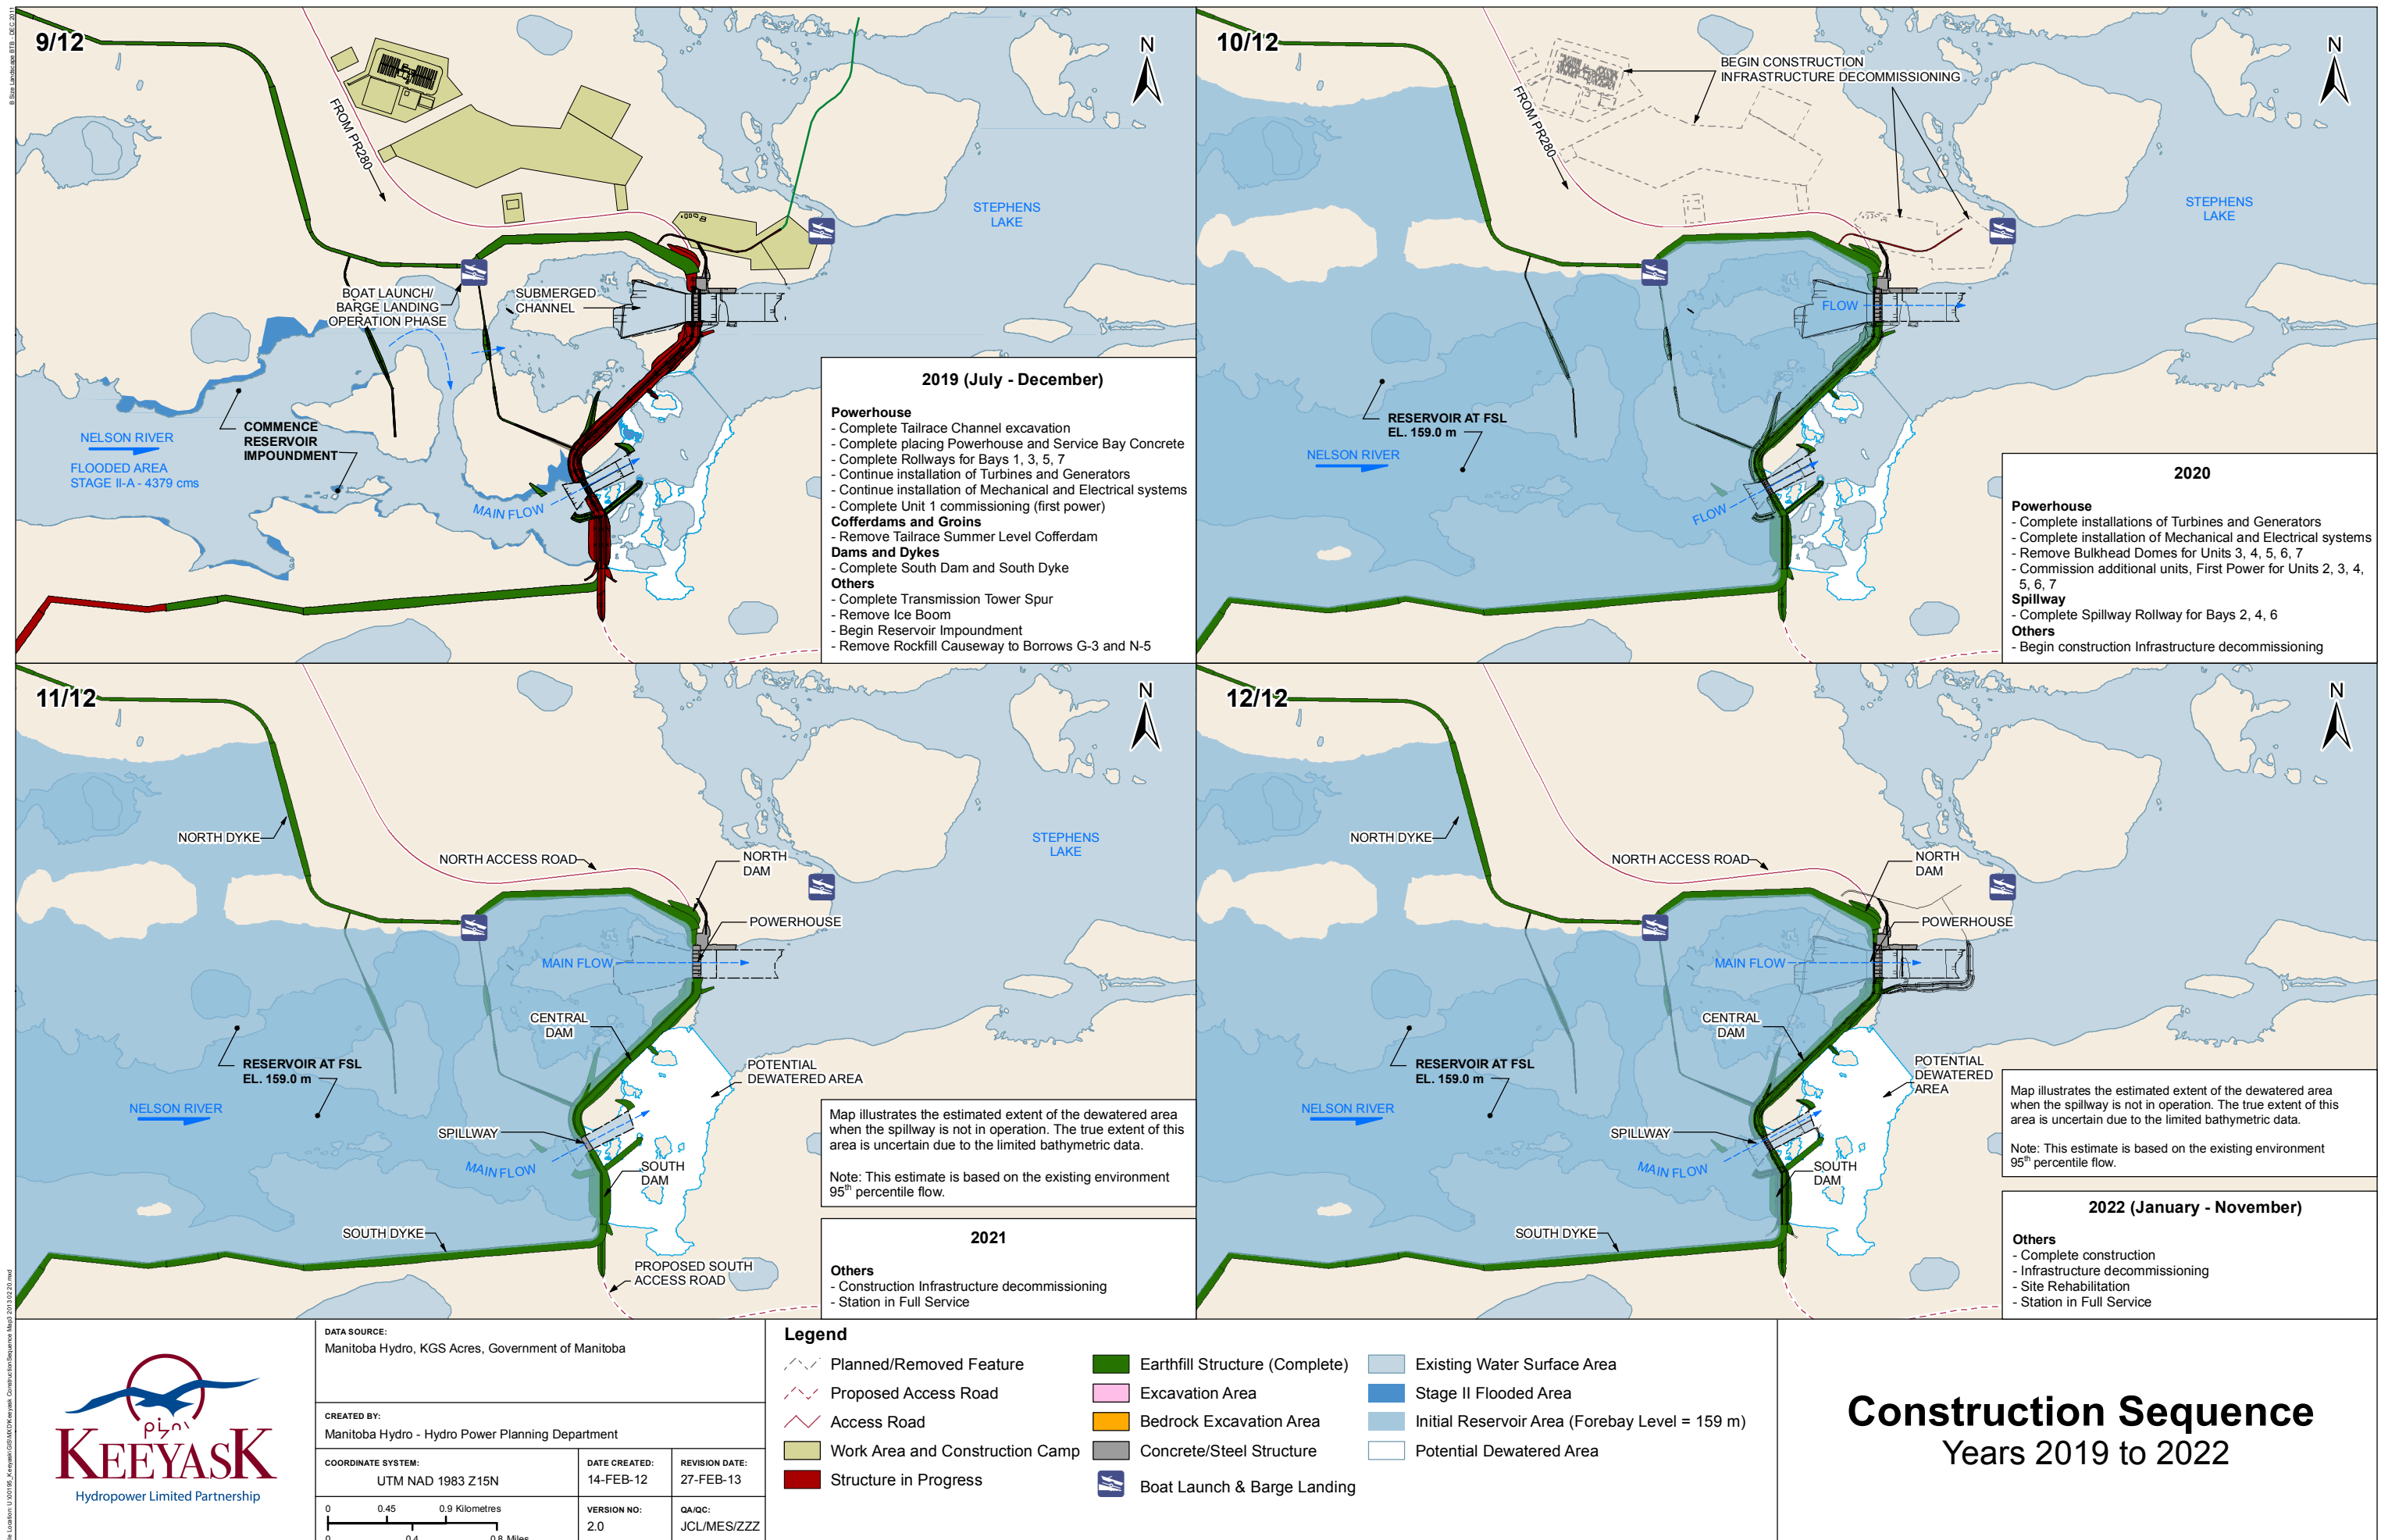 B Size Landscape BTB - DEC 2011
9/12
N
FROM PR280
STEPHENS
LAKE
BOAT LAUNCH/
BARGE LANDING
OPERATION PHASE
SUBMERGED
CHANNEL
COMMENCE
RESERVOIR
IMPOUNDMENT
NELSON RIVER
FLOODED AREA
STAGE II-A - 4379 cms
MAIN FLOW
2019 (July - December)
Powerhouse
- Complete Tailrace Channel excavation
- Complete placing Powerhouse and Service Bay Concrete
- Complete Rollways for Bays 1, 3, 5, 7
- Continue installation of Turbines and Generators
- Continue installation of Mechanical and Electrical systems
- Complete Unit 1 commissioning (first power)
Cofferdams and Groins
- Remove Tailrace Summer Level Cofferdam
Dams and Dykes
- Complete South Dam and South Dyke
Others
- Complete Transmission Tower Spur
- Remove Ice Boom
- Begin Reservoir Impoundment
- Remove Rockfill Causeway to Borrows G-3 and N-5
10/12
BEGIN CONSTRUCTION
INFRASTRUCTURE DECOMMISSIONING
N
FROM PR280
STEPHENS
LAKE
FLOW
RESERVOIR AT FSL
EL. 159.0 m
NELSON RIVER
FLOW
2020
Powerhouse
- Complete installations of Turbines and Generators
- Complete installation of Mechanical and Electrical systems
- Remove Bulkhead Domes for Units 3, 4, 5, 6, 7
- Commission additional units, First Power for Units 2, 3, 4,
5, 6, 7
Spillway
- Complete Spillway Rollway for Bays 2, 4, 6
Others
- Begin construction Infrastructure decommissioning
11/12
N
NORTH DYKE
NORTH ACCESS ROAD
NORTH
DAM
STEPHENS
LAKE
POWERHOUSE
MAIN FLOW
CENTRAL
DAM
RESERVOIR AT FSL
EL. 159.0 m
POTENTIAL
DEWATERED AREA
NELSON RIVER
SPILLWAY
MAIN FLOW
SOUTH
DAM
SOUTH DYKE
PROPOSED SOUTH
ACCESS ROAD
Map illustrates the estimated extent of the dewatered area
when the spillway is not in operation. The true extent of this
area is uncertain due to the limited bathymetric data.
Note: This estimate is based on the existing environment
95th percentile flow.
2021
Others
- Construction Infrastructure decommissioning
- Station in Full Service
12/12
N
NORTH DYKE
NORTH ACCESS ROAD
NORTH
DAM
POWERHOUSE
MAIN FLOW
CENTRAL
DAM
RESERVOIR AT FSL
EL. 159.0 m
POTENTIAL
DEWATERED
AREA
NELSON RIVER
SPILLWAY
MAIN FLOW
SOUTH
DAM
SOUTH DYKE
Map illustrates the estimated extent of the dewatered area
when the spillway is not in operation. The true extent of this
area is uncertain due to the limited bathymetric data.
Note: This estimate is based on the existing environment
95th percentile flow.
2022 (January - November)
Others
- Complete construction
- Infrastructure decommissioning
- Site Rehabilitation
- Station in Full Service
KEEYASK
Hydropower Limited Partnership
DATA SOURCE:
Manitoba Hydro, KGS Acres, Government of Manitoba
CREATED BY:
Manitoba Hydro - Hydro Power Planning Department
COORDINATE SYSTEM:
UTM NAD 1983 Z15N
DATE CREATED:
14-FEB-12
REVISION DATE:
27-FEB-13
0 0.45 0.9 Kilometres
0 0.4 0.8 Miles
VERSION NO:
2.0
QA/QC:
JCL/MES/ZZZ
Legend
Planned/Removed Feature
Proposed Access Road
Access Road
Work Area and Construction Camp
Structure in Progress
Earthfill Structure (Complete)
Excavation Area
Bedrock Excavation Area
Concrete/Steel Structure
Boat Launch & Barge Landing
Existing Water Surface Area
Stage II Flooded Area
Initial Reservoir Area (Forebay Level = 159 m)
Potential Dewatered Area
Construction Sequence
Years 2019 to 2022